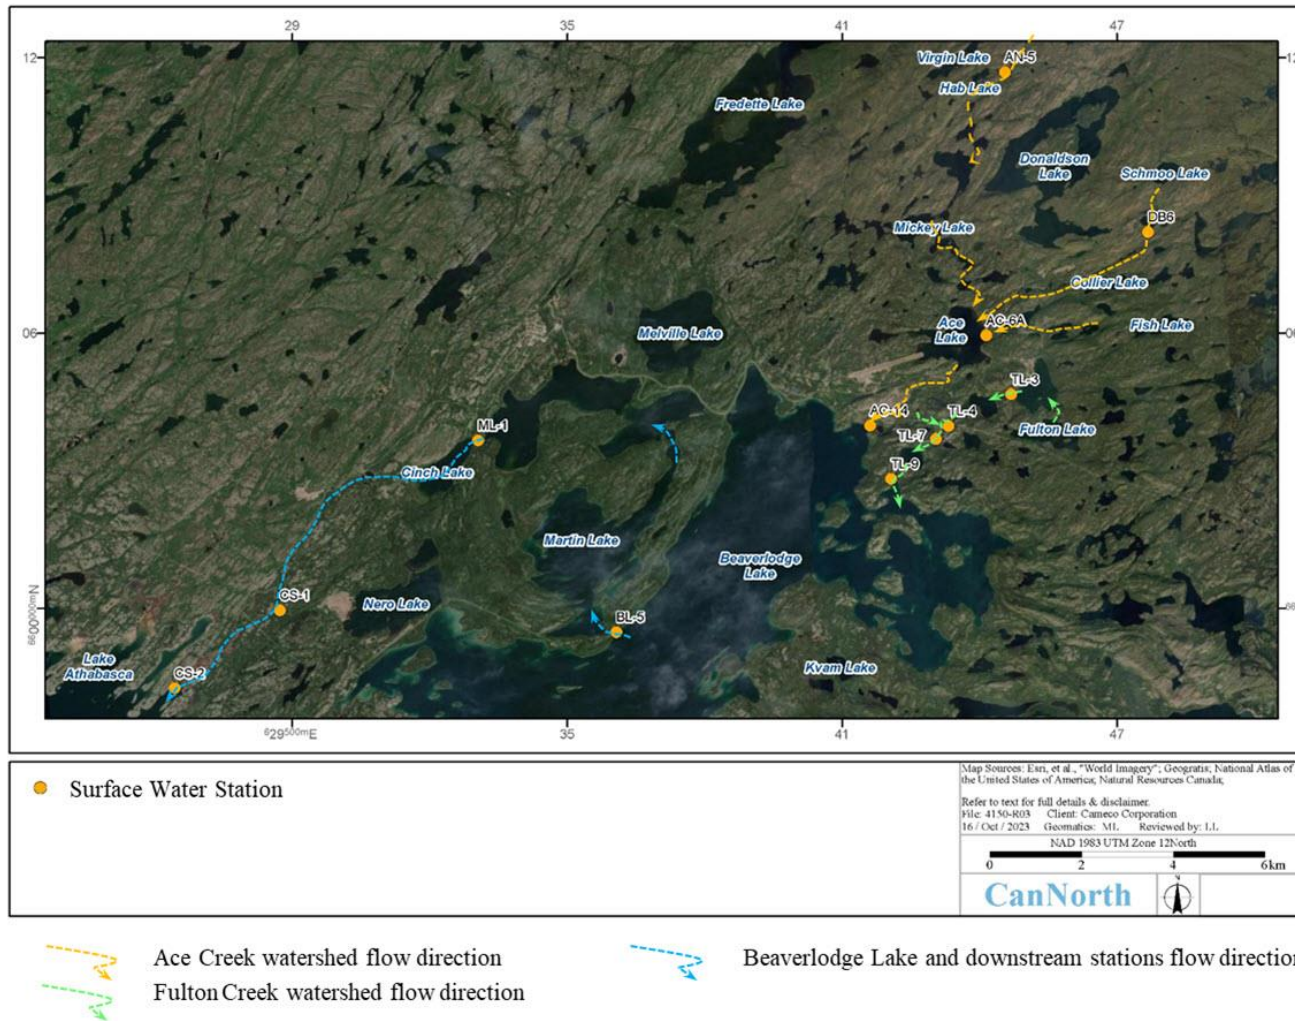 29 35 41 47
12
Virgin Lake AN-5
Hab Lake
Fredette Lake
Donaldson
Lake
Schmoo Lake
DB6
Mickey Lake
Collier Lake
06
Melville Lake
Ace
Lake
AC-6A
Fish Lake
TL-3
AC-14
TL-4
Fulton Lake
TL-7
ML-1
Cinch Lake
TL-9
Martin Lake
Beaverlodge
Lake
CS-1
Nero Lake
BL-5
6600000mN
Lake
Athabasca
CS-2
Kvam Lake
629500mE 35 41 47
Surface Water Station
Map Sources: Esri, et al., "World Imagery"; Geogratis; National Atlas of
the United States of America; Natural Resources Canada;
Refer to text for full details & disclaimer.
File: 4150-R03 Client: Cameco Corporation
16 / Oct / 2023 Geomatics: ML Reviewed by: LL
NAD 1983 UTM Zone 12North
0 2 4 6km
CanNorth
N
Ace Creek watershed flow direction
Beaverlodge Lake and downstream stations flow direction
Fulton Creek watershed flow direction